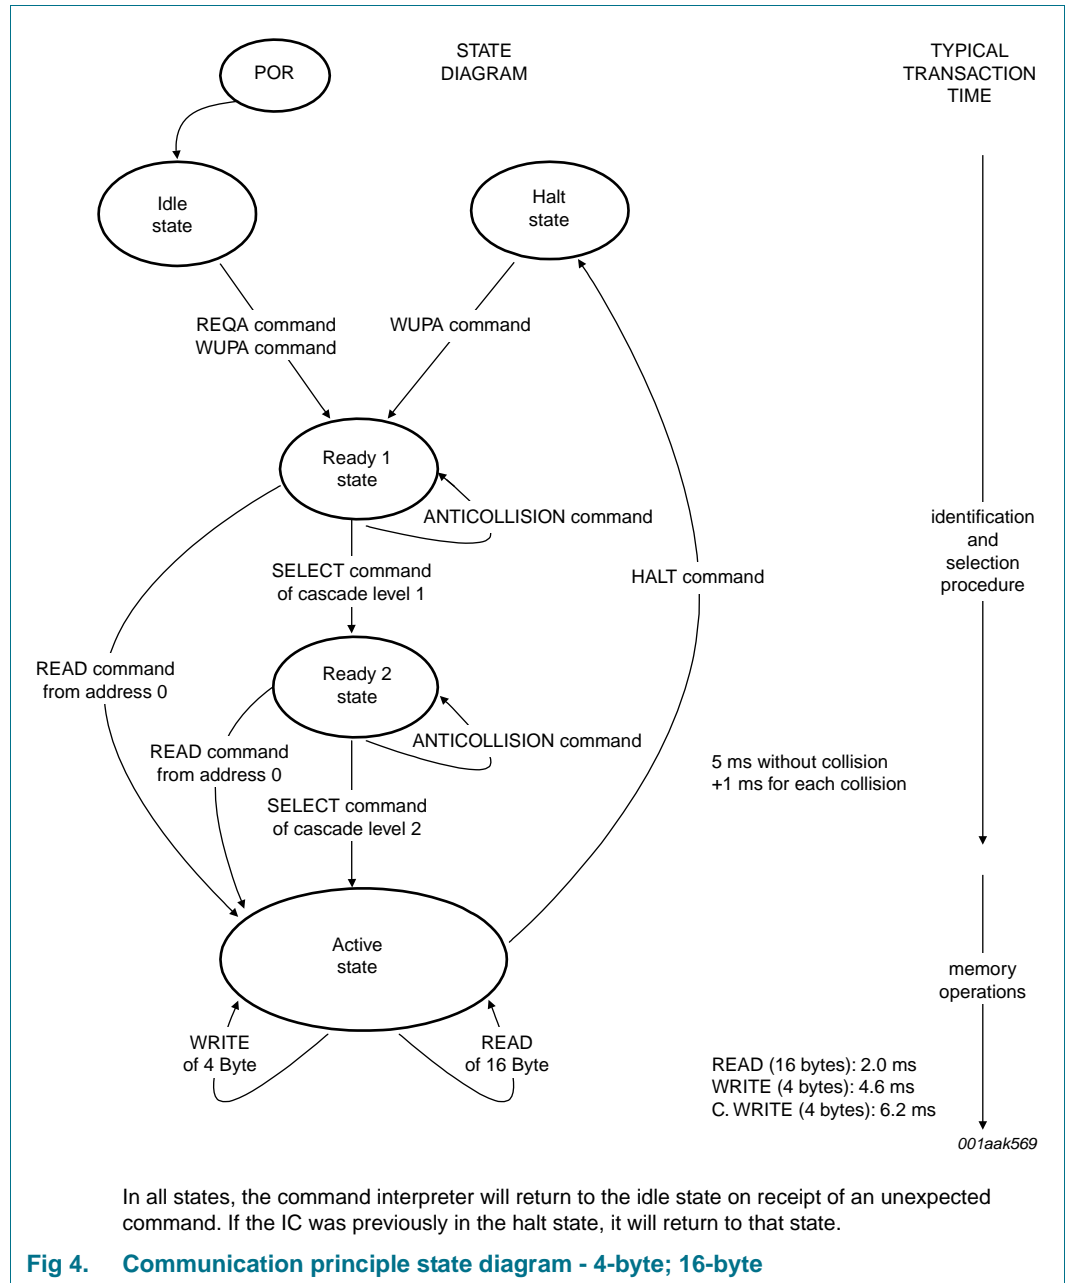 POR
STATE
DIAGRAM
TYPICAL
TRANSACTION
TIME
Idle
state
Halt
state
REQA command
WUPA command
WUPA command
Ready 1
state
ANTICOLLISION command
identification
and
selection
procedure
SELECT command
of cascade level 1
HALT command
READ command
from address 0
Ready 2
state
ANTICOLLISION command
READ command
from address 0
5 ms without collision
+1 ms for each collision
SELECT command
of cascade level 2
Active
state
memory
operations
WRITE
of 4 Byte
READ
of 16 Byte
READ (16 bytes): 2.0 ms
WRITE (4 bytes): 4.6 ms
C. WRITE (4 bytes): 6.2 ms
001aak569
In all states, the command interpreter will return to the idle state on receipt of an unexpected
command. If the IC was previously in the halt state, it will return to that state.
Fig 4. Communication principle state diagram - 4-byte; 16-byte